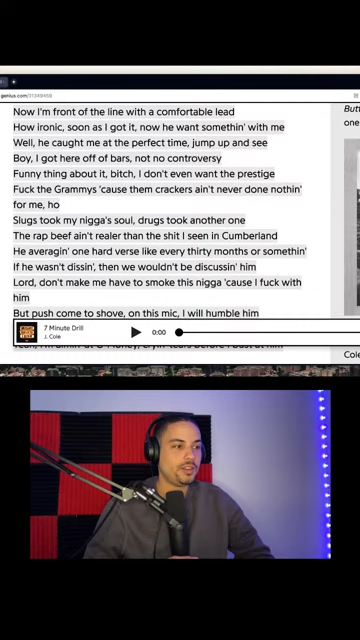 genius.com/31349459
Butt
Now I'm front of the line with a comfortable lead
one
How ironic, soon as I got it, now he want somethin' with me
Well, he caught me at the perfect time, jump up and see
Boy, I got here off of bars, not no controversy
Funny thing about it, bitch, I don't even want the prestige
Fuck the Grammys 'cause them crackers ain't never done nothin'
for me, ho
Slugs took my nigga's soul, drugs took another one
The rap beef ain't realer than the shit I seen in Cumberland
He averagin' one hard verse like every thirty months or somethin'
If he wasn't dissin', then we wouldn't be discussin' him
Lord, don't make me have to smoke this nigga 'cause I fuck with
him
But push come to shove, on this mic, I will humble him
7 Minute Drill
J. Cole
0:00
Cole